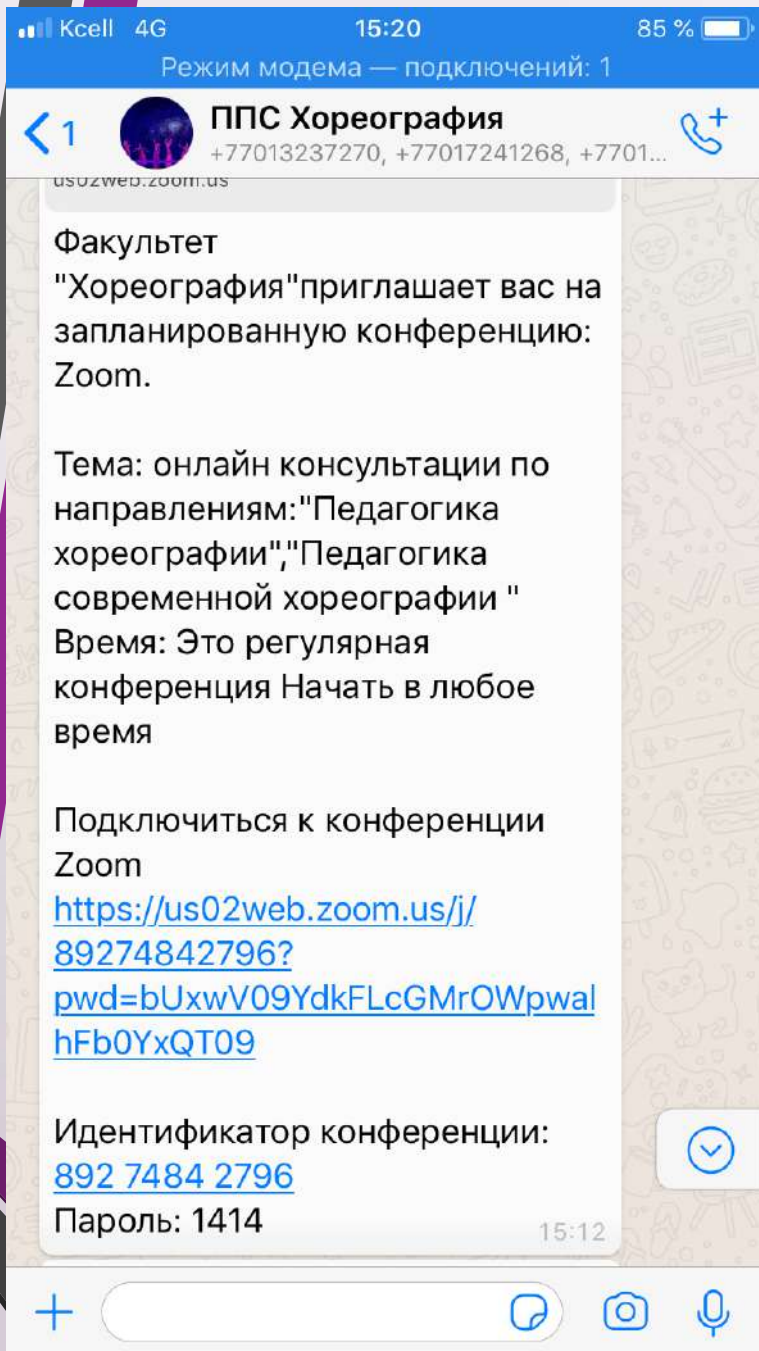 Kcell 4G 15:20 85 %
Режим модема — подключений: 1
1 ППС Хореография
+77013237270, +77017241268, +7701...
us02web.zoom.us
Факультет
"Хореография"приглашает вас на
запланированную конференцию:
Zoom.
Тема: онлайн консультации по
направлениям:"Педагогика
хореографии","Педагогика
современной хореографии "
Время: Это регулярная
конференция Начать в любое
время
Подключиться к конференции
Zoom
https://us02web.zoom.us/j/
89274842796?
pwd=bUxwV09YdkFLcGMrOWpwal
hFb0YxQT09
Идентификатор конференции:
892 7484 2796
Пароль: 1414
15:12